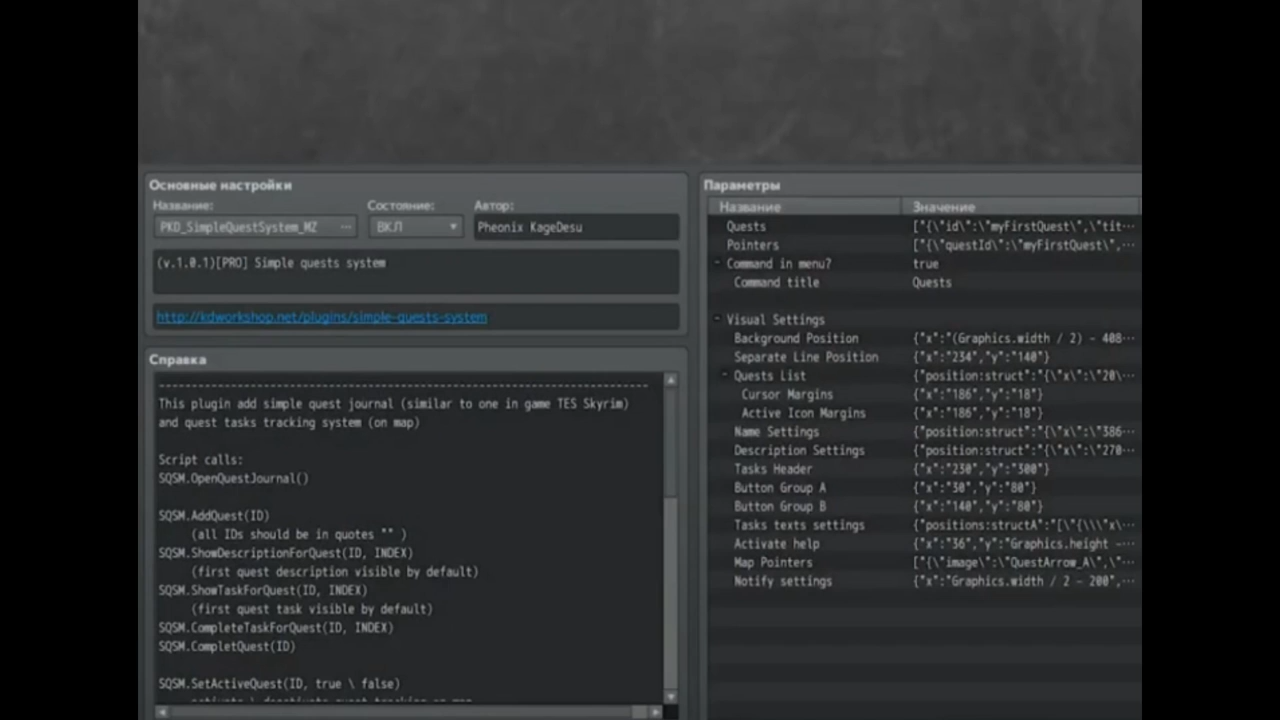 Основные настройки
Название:
Состояние:
Автор:
PKD_SimpleQuestSystem_MZ ...
ВКЛ
Pheonix KageDesu
(v.1.0.1)[PRO] Simple quests system
http://kdworkshop.net/plugins/simple-quests-system
Справка
--------------------------------------------------------------------------
This plugin add simple quest journal (similar to one in game TES Skyrim)
and quest tasks tracking system (on map)
Script calls:
SQSM.OpenQuestJournal()
SQSM.AddQuest(ID)
(all IDs should be in quotes "" )
SQSM.ShowDescriptionForQuest(ID, INDEX)
(first quest description visible by default)
SQSM.ShowTaskForQuest(ID, INDEX)
(first quest task visible by default)
SQSM.CompleteTaskForQuest(ID, INDEX)
SQSM.CompletQuest(ID)
SQSM.SetActiveQuest(ID, true \ false)
Параметры
Название Значение
Quests ["{\"id\":\"myFirstQuest\",\"tit...
Pointers ["{\"questId\":\"myFirstQuest\",...
- Command in menu? true
Command title Quests
- Visual Settings
Background Position {"x":"(Graphics.width / 2) - 408...
Separate Line Position {"x":"234","y":"140"}
- Quests List {"position:struct":"{\"x\":\"20\...
Cursor Margins {"x":"186","y":"18"}
Active Icon Margins {"x":"186","y":"18"}
Name Settings {"position:struct":"{\"x\":\"386...
Description Settings {"position:struct":"{\"x\":\"270...
Tasks Header {"x":"230","y":"300"}
Button Group A {"x":"30","y":"80"}
Button Group B {"x":"140","y":"80"}
Tasks texts settings {"positions:structA":"[\"{\\\"x\...
Activate help {"x":"36","y":"Graphics.height -...
Map Pointers ["{\"image\":\"QuestArrow_A\",\"...
Notify settings {"x":"Graphics.width / 2 - 200",...